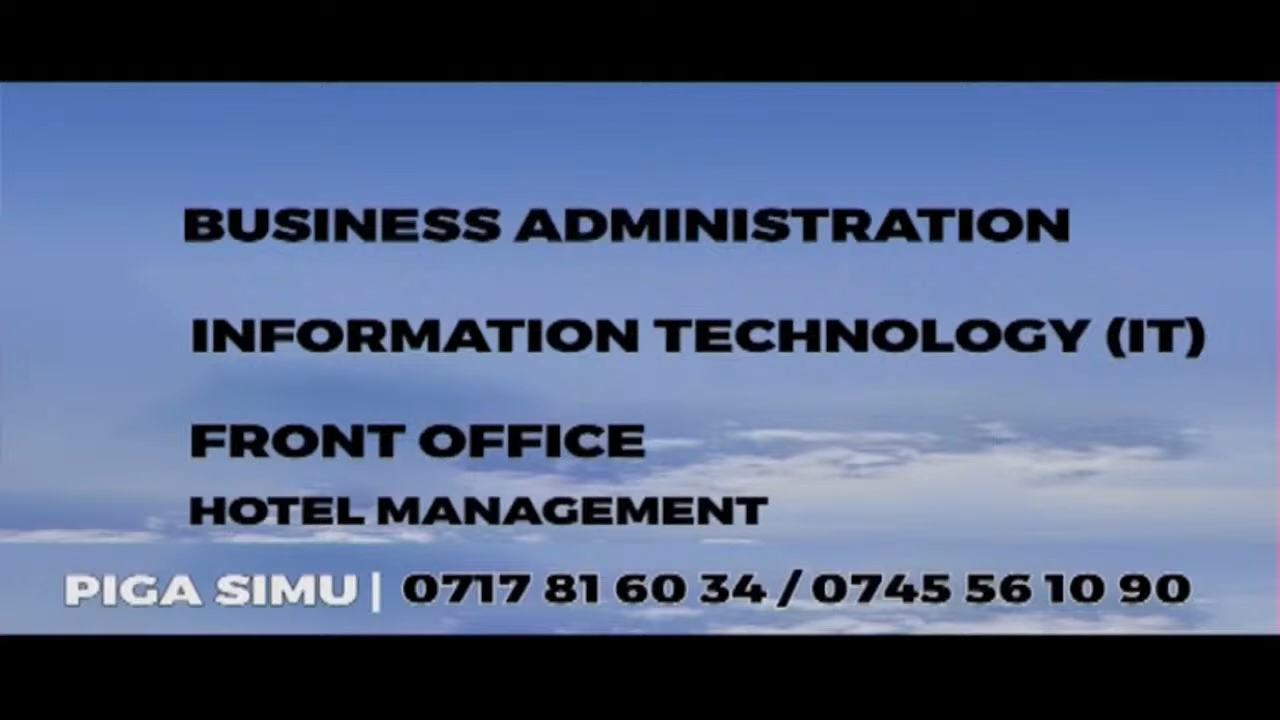 BUSINESS ADMINISTRATION
INFORMATION TECHNOLOGY (IT)
FRONT OFFICE
HOTEL MANAGEMENT
PIGA SIMU | 0717 81 60 34 / 0745 56 10 90